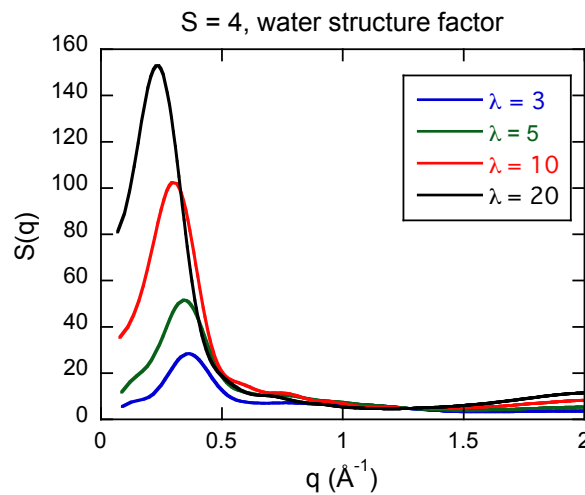 S = 4, water structure factor
160
140
120
100
80
60
40
20
0
S(q)
λ = 3
λ = 5
λ = 10
λ = 20
0 0.5 1 1.5 2
q (Å⁻¹)